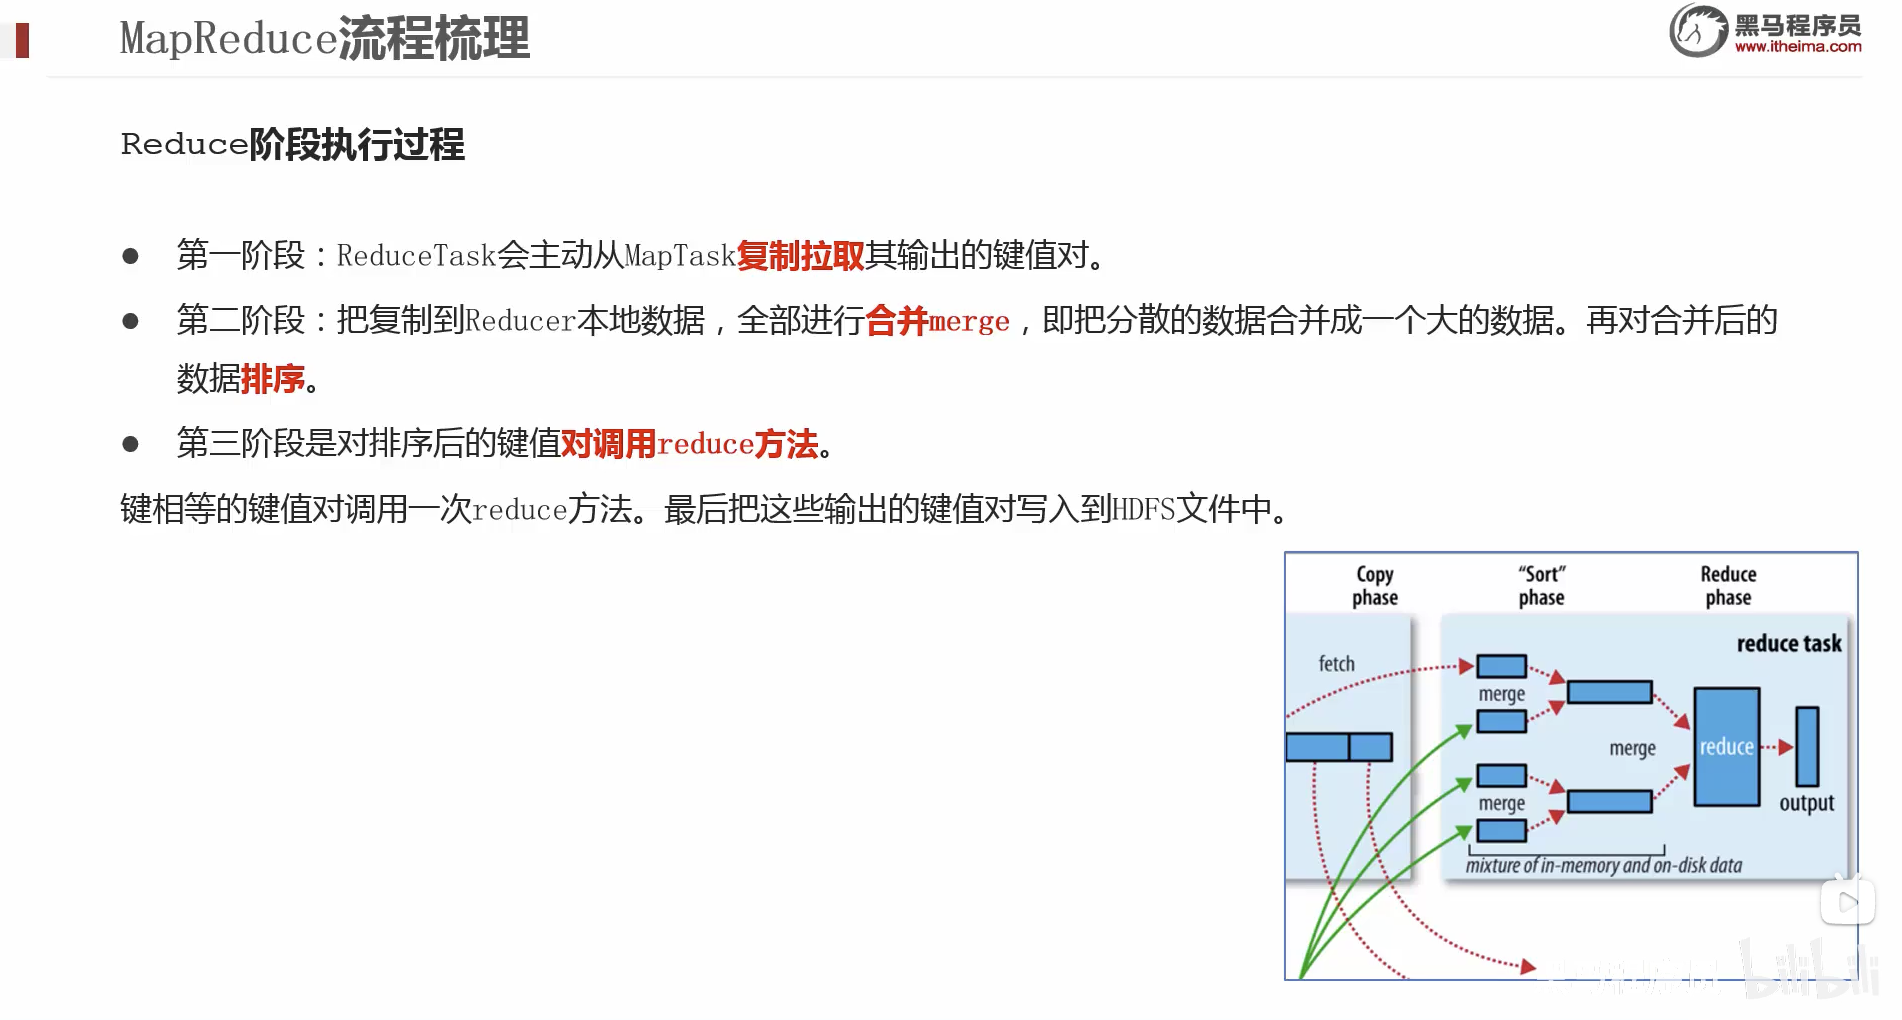 MapReduce流程梳理
黑马程序员
www.itheima.com
Reduce阶段执行过程
● 第一阶段：ReduceTask会主动从MapTask复制拉取其输出的键值对。
● 第二阶段：把复制到Reducer本地数据，全部进行合并merge，即把分散的数据合并成一个大的数据。再对合并后的
数据排序。
● 第三阶段是对排序后的键值对调用reduce方法。
键相等的键值对调用一次reduce方法。最后把这些输出的键值对写入到HDFS文件中。
Copy phase
“Sort” phase
Reduce phase
reduce task
fetch
merge
merge
reduce
merge
output
mixture of in-memory and on-disk data
bilibili